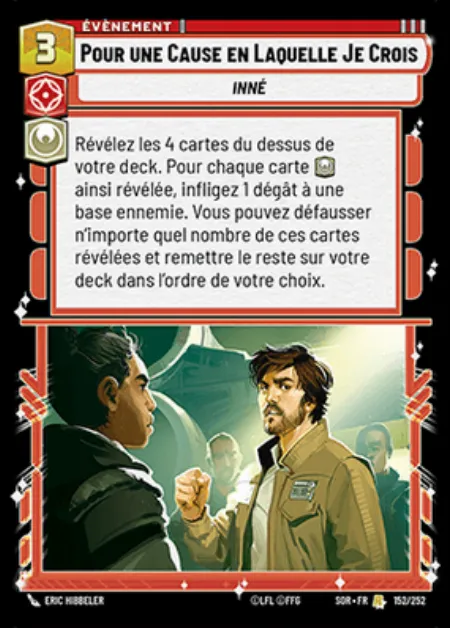 ÉVÈNEMENT
3
POUR UNE CAUSE EN LAQUELLE JE CROIS
INNÉ
Révélez les 4 cartes du dessus de
votre deck. Pour chaque carte
ainsi révélée, infligez 1 dégât à une
base ennemie. Vous pouvez défausser
n'importe quel nombre de ces cartes
révélées et remettre le reste sur votre
deck dans l'ordre de votre choix.
ERIC HIBBELER
©LFL ©FFG
SOR • FR
R
152/252